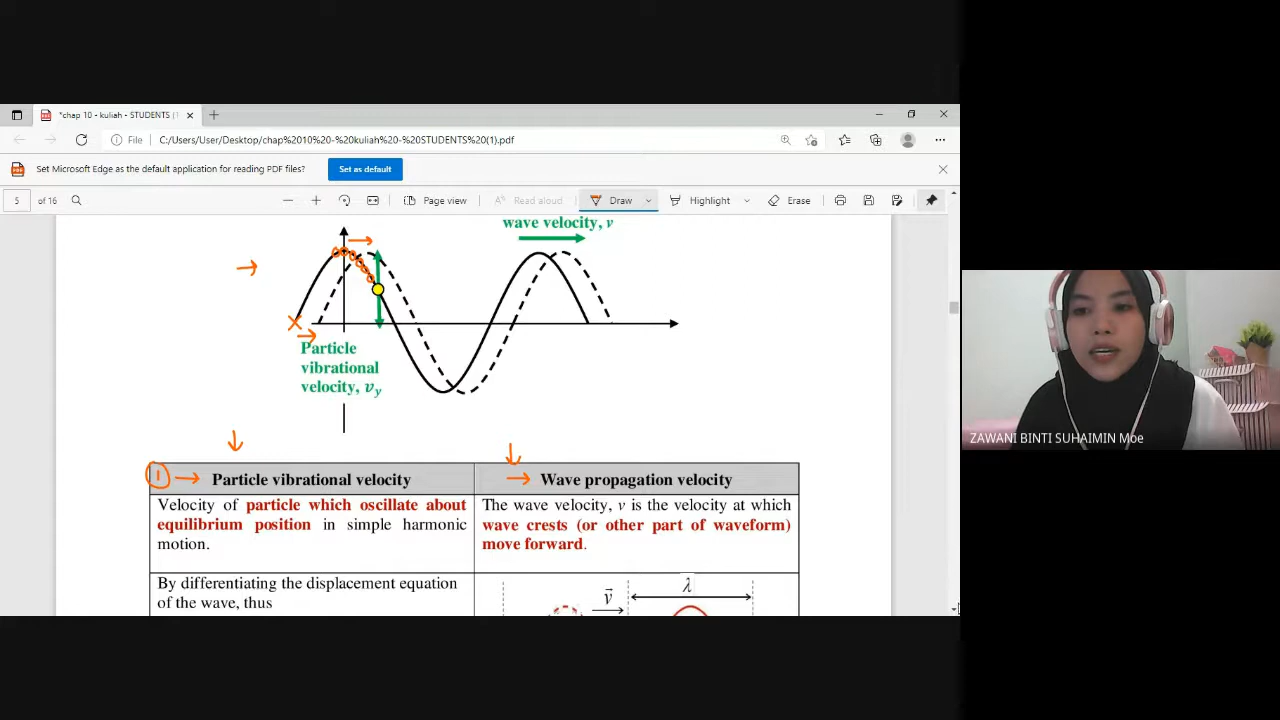 *chap 10 - kuliah - STUDENTS (1
File
C:/Users/User/Desktop/chap%2010%20-%20kuliah%20-%20STUDENTS%20(1).pdf
Set Microsoft Edge as the default application for reading PDF files?
Set as default
5 of 16
Page view
Read aloud
Draw
Highlight
Erase
wave velocity, v
Particle
vibrational
velocity, vy
1 → Particle vibrational velocity
→ Wave propagation velocity
Velocity of particle which oscillate about
equilibrium position in simple harmonic
motion.
The wave velocity, v is the velocity at which
wave crests (or other part of waveform)
move forward.
By differentiating the displacement equation
of the wave, thus
v⃗
λ
ZAWANI BINTI SUHAIMIN Moe